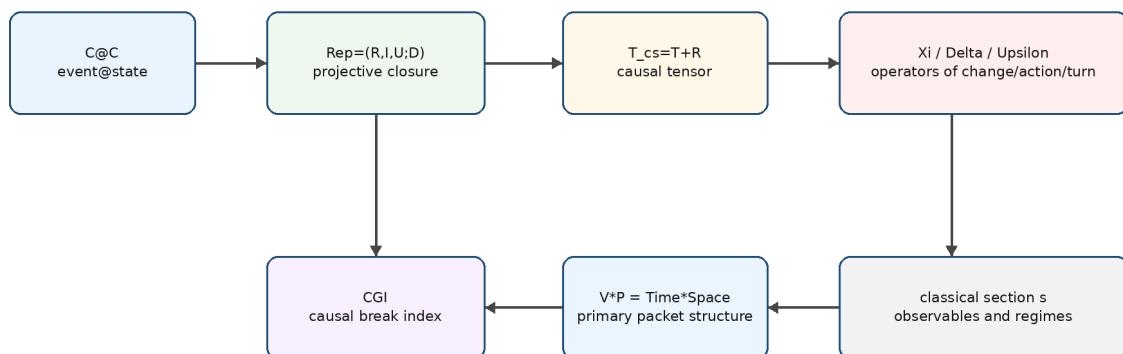 C@C
event@state
Rep=(R,I,U;D)
projective closure
T_cs=T+R
causal tensor
Xi / Delta / Upsilon
operators of change/action/turn
CGI
causal break index
V*P = Time*Space
primary packet structure
classical section s
observables and regimes